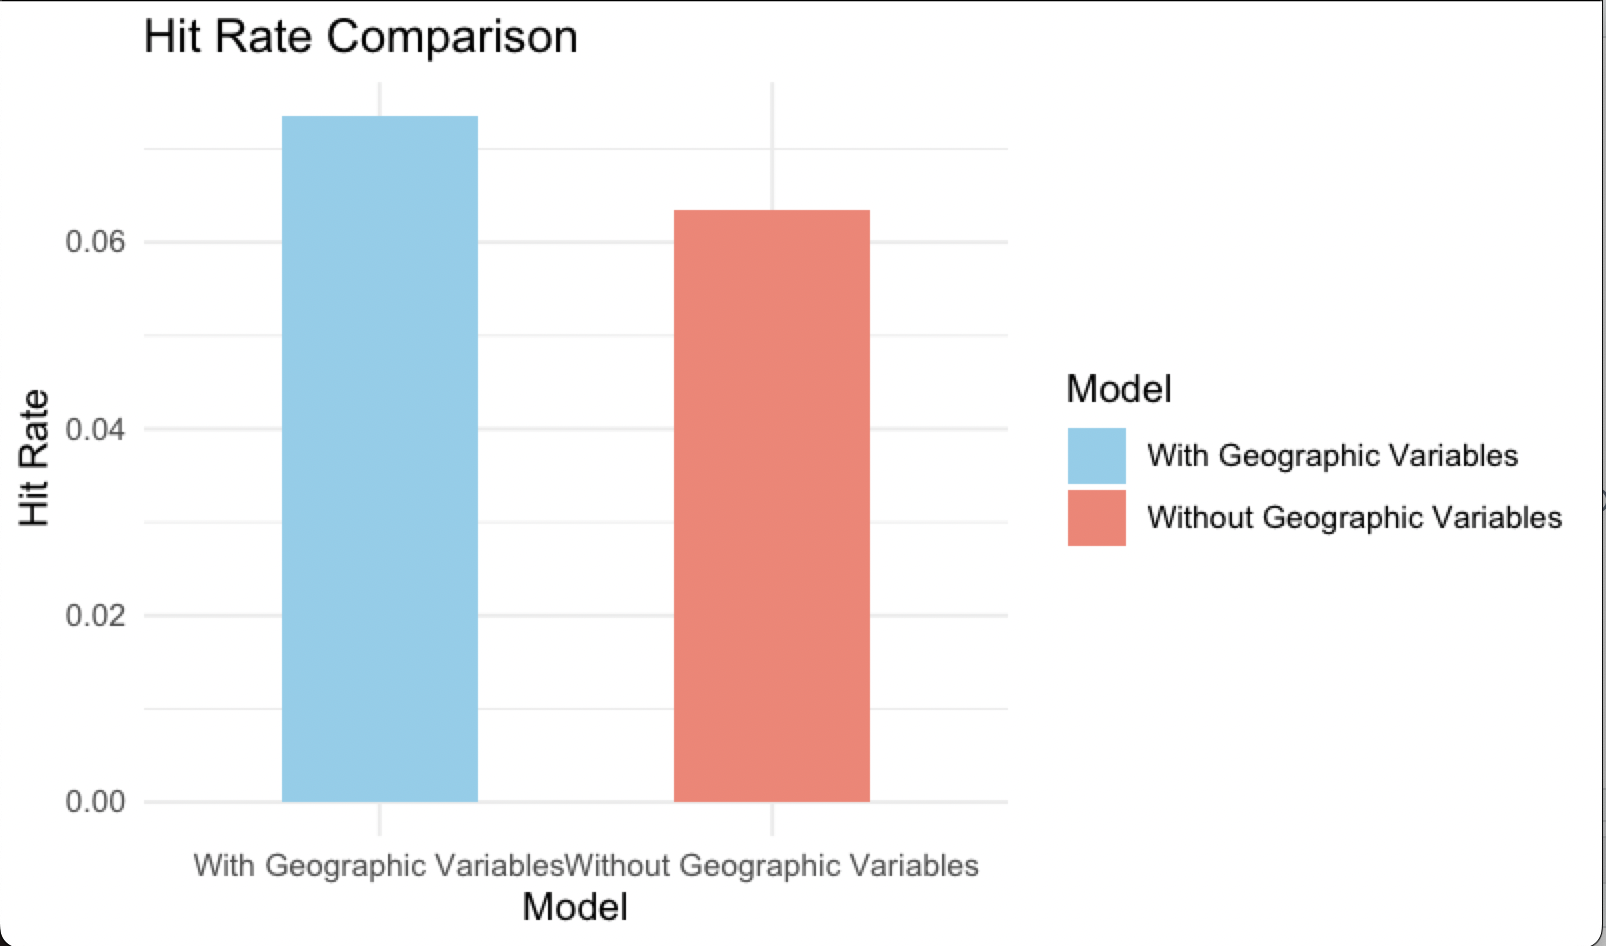 Hit Rate Comparison
Hit Rate
0.06
0.04
0.02
0.00
With Geographic VariablesWithout Geographic Variables
Model
Model
With Geographic Variables
Without Geographic Variables